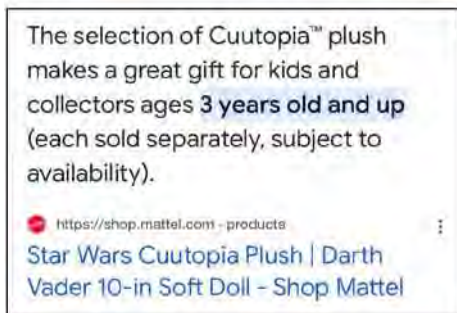 The selection of Cuutopia™ plush
makes a great gift for kids and
collectors ages 3 years old and up
(each sold separately, subject to
availability).
https://shop.mattel.com › products
Star Wars Cuutopia Plush | Darth
Vader 10-in Soft Doll - Shop Mattel